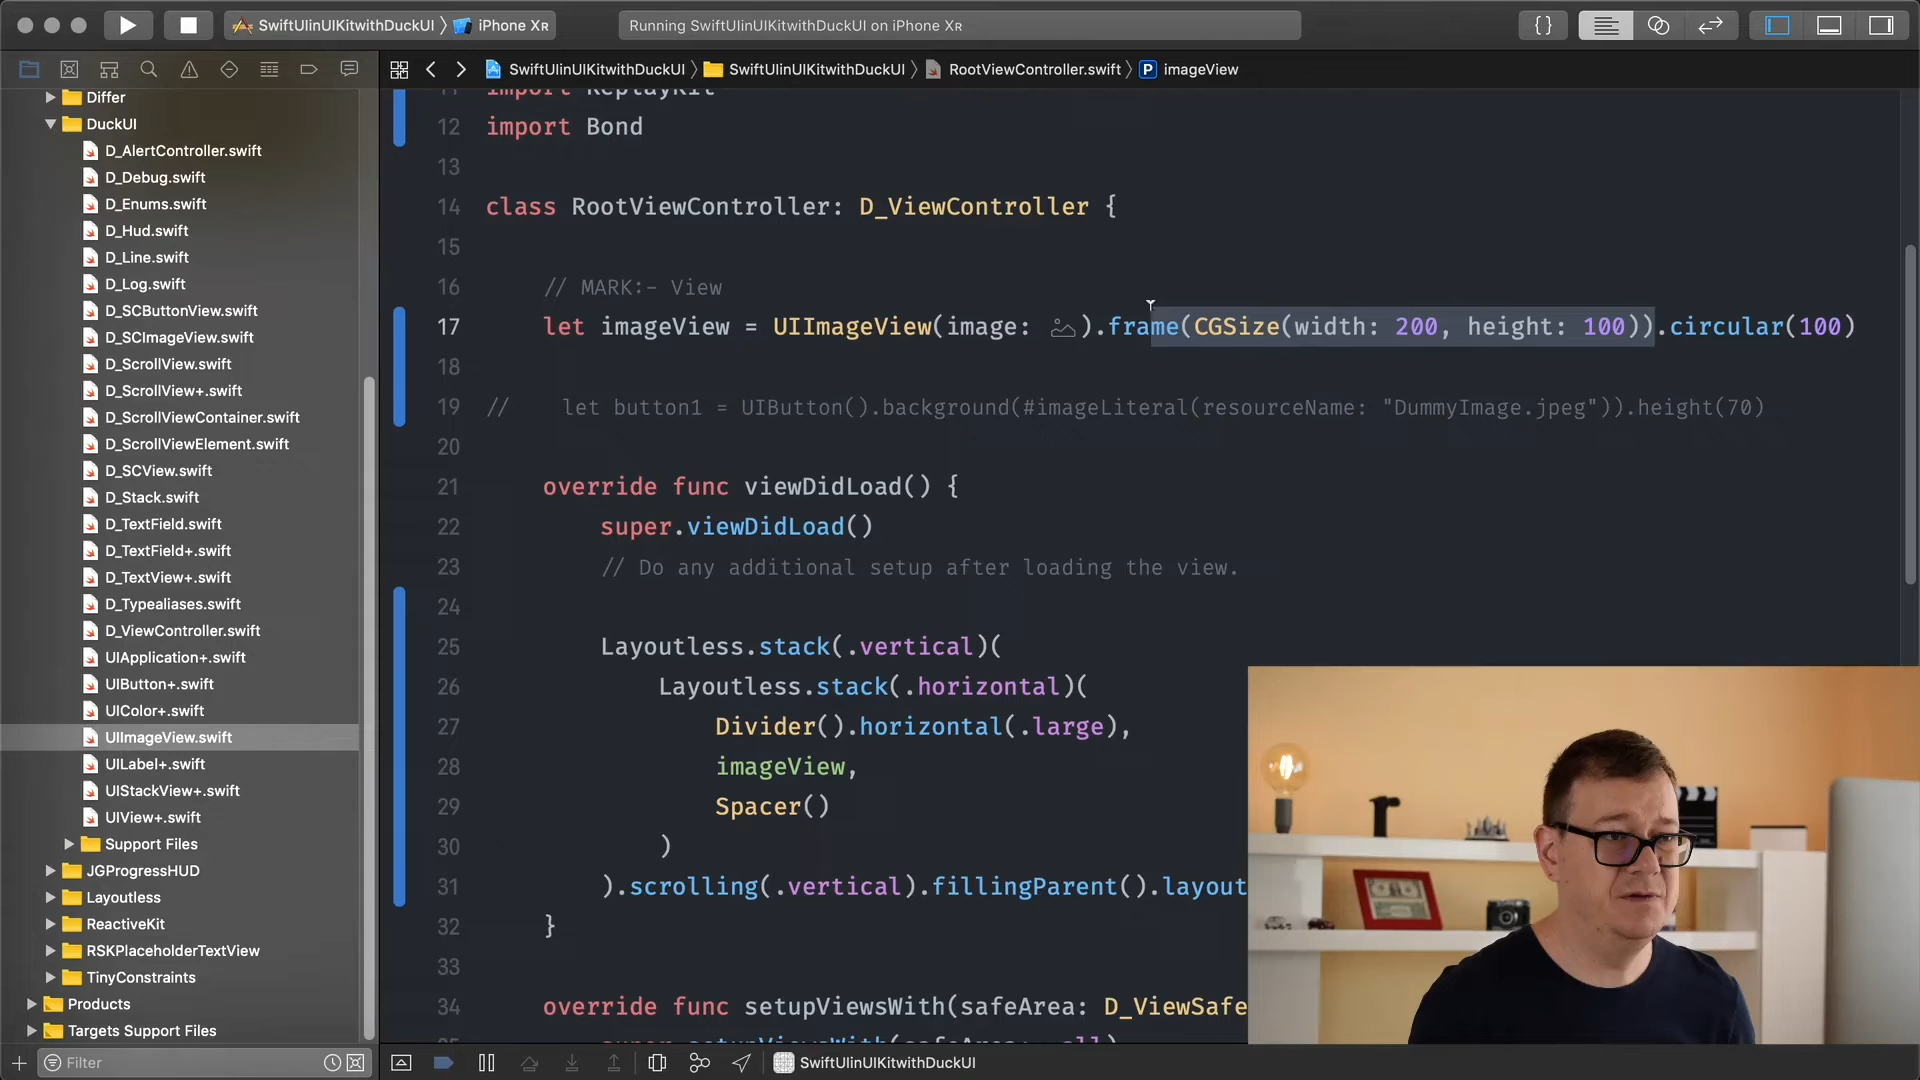 SwiftUIinUIKitwithDuckUI 〉 iPhone XR
Running SwiftUIinUIKitwithDuckUI on iPhone XR
SwiftUIinUIKitwithDuckUI 〉 SwiftUIinUIKitwithDuckUI 〉 RootViewController.swift 〉 P imageView
Differ
DuckUI
D_AlertController.swift
D_Debug.swift
D_Enums.swift
D_Hud.swift
D_Line.swift
D_Log.swift
D_SCButtonView.swift
D_SCImageView.swift
D_ScrollView.swift
D_ScrollView+.swift
D_ScrollViewContainer.swift
D_ScrollViewElement.swift
D_SCView.swift
D_Stack.swift
D_TextField.swift
D_TextField+.swift
D_TextView+.swift
D_Typealiases.swift
D_ViewController.swift
UIApplication+.swift
UIButton+.swift
UIColor+.swift
UIImageView.swift
UILabel+.swift
UIStackView+.swift
UIView+.swift
Support Files
JGProgressHUD
Layoutless
ReactiveKit
RSKPlaceholderTextView
TinyConstraints
Products
Targets Support Files
Filter
11 import ReplayKit
12 import Bond
13
14 class RootViewController: D_ViewController {
15
16 // MARK:- View
17 let imageView = UIImageView(image: ).frame(CGSize(width: 200, height: 100)).circular(100)
18
19 // let button1 = UIButton().background(#imageLiteral(resourceName: "DummyImage.jpeg")).height(70)
20
21 override func viewDidLoad() {
22 super.viewDidLoad()
23 // Do any additional setup after loading the view.
24
25 Layoutless.stack(.vertical)(
26 Layoutless.stack(.horizontal)(
27 Divider().horizontal(.large),
28 imageView,
29 Spacer()
30 )
31 ).scrolling(.vertical).fillingParent().layout
32 }
33
34 override func setupViewsWith(safeArea: D_ViewSafe
SwiftUIinUIKitwithDuckUI